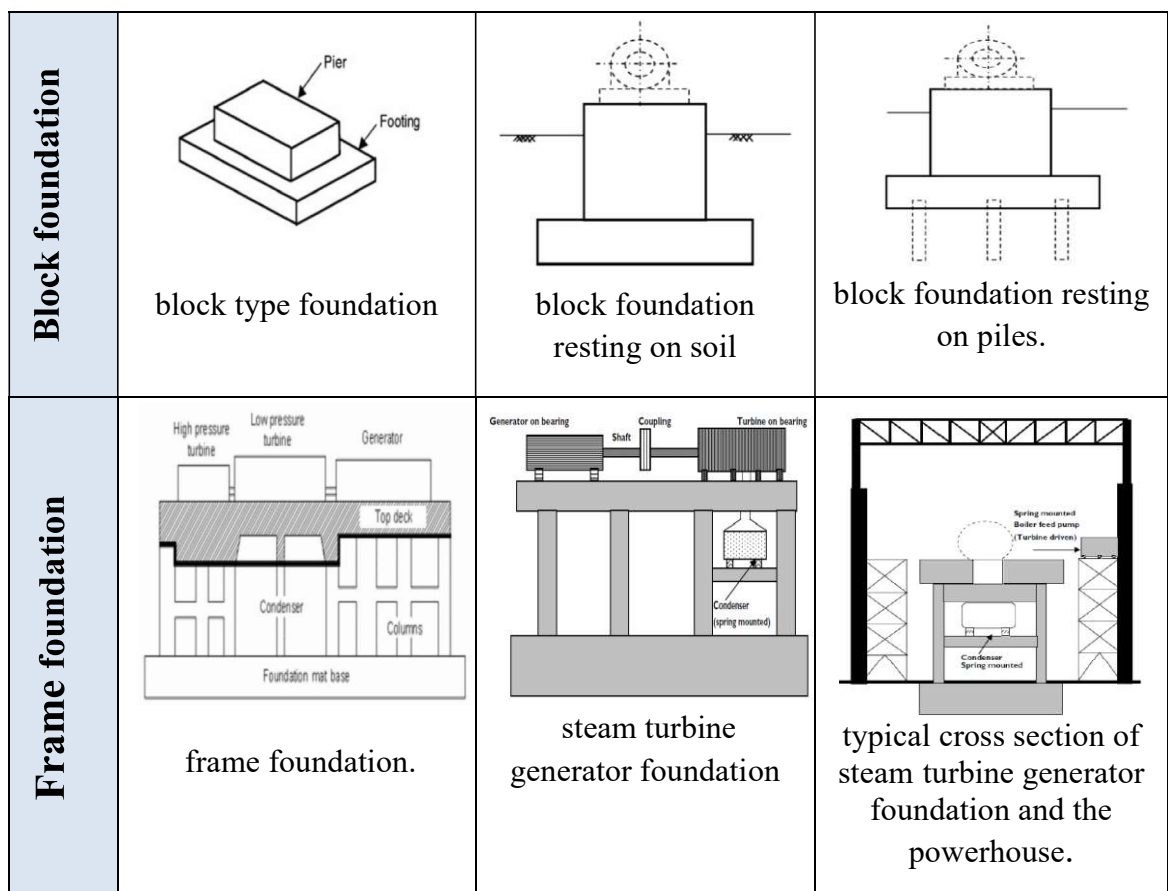 Block foundation
Pier
Footing
block type foundation
block foundation
resting on soil
block foundation resting
on piles.
Frame foundation
High pressure
turbine
Low pressure
turbine
Generator
Top deck
Condenser
Columns
Foundation mat base
frame foundation.
Generator on bearing
Shaft
Coupling
Turbine on bearing
Condenser
(spring mounted)
steam turbine
generator foundation
Spring mounted
Boiler feed pump
(Turbine driven)
Condenser
Spring mounted
typical cross section of
steam turbine generator
foundation and the
powerhouse.